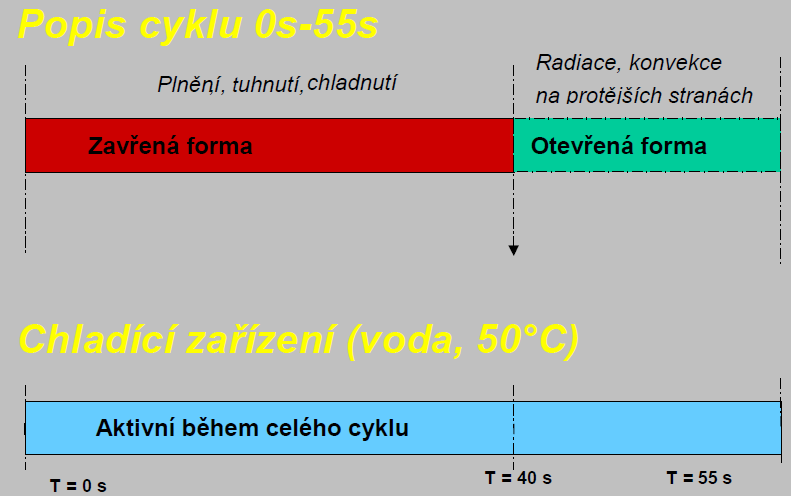 Popis cyklu 0s-55s
Plnění, tuhnutí, chladnutí
Radiace, konvekce
na protějších stranách
Zavřená forma
Otevřená forma
Chladící zařízení (voda, 50°C)
Aktivní během celého cyklu
T = 0 s
T = 40 s
T = 55 s